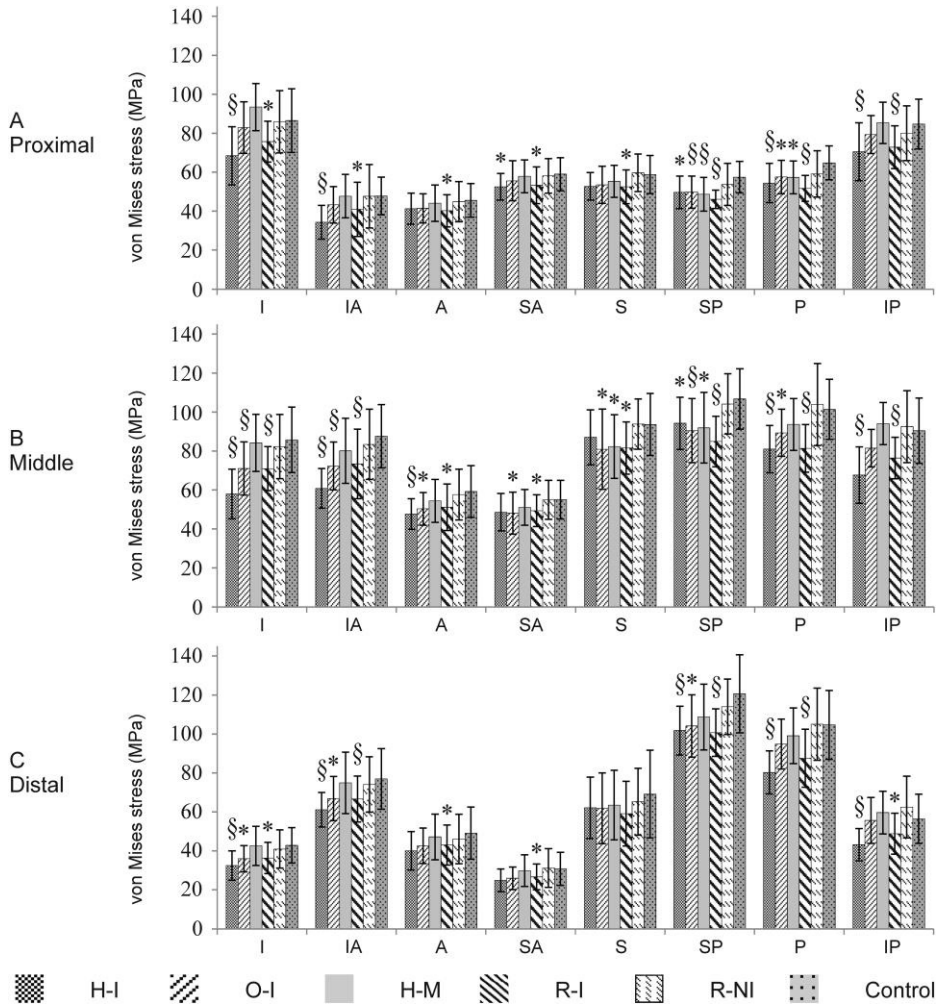 A
Proximal
von Mises stress (MPa)
140
120
100
80
60
40
20
0
§ * § * * * * * * §§ § § ** § § §
I IA A SA S SP P IP
B
Middle
von Mises stress (MPa)
140
120
100
80
60
40
20
0
§ § § § § § § * * * * * * * * § * § § * § § *
I IA A SA S SP P IP
C
Distal
von Mises stress (MPa)
140
120
100
80
60
40
20
0
§ * * § * § * * § * § § § § *
I IA A SA S SP P IP
H-I O-I H-M R-I R-NI Control